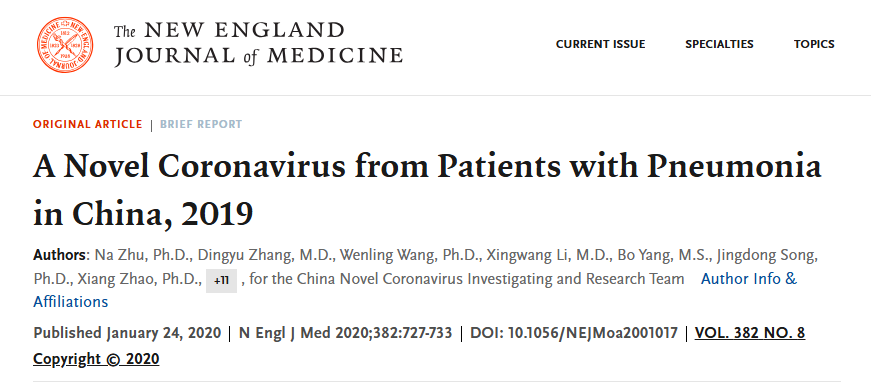 The NEW ENGLAND
JOURNAL of MEDICINE
CURRENT ISSUE SPECIALTIES TOPICS
ORIGINAL ARTICLE | BRIEF REPORT
A Novel Coronavirus from Patients with Pneumonia
in China, 2019
Authors: Na Zhu, Ph.D., Dingyu Zhang, M.D., Wenling Wang, Ph.D., Xingwang Li, M.D., Bo Yang, M.S., Jingdong Song,
Ph.D., Xiang Zhao, Ph.D., +11 , for the China Novel Coronavirus Investigating and Research Team Author Info &
Affiliations
Published January 24, 2020 | N Engl J Med 2020;382:727-733 | DOI: 10.1056/NEJMoa2001017 | VOL. 382 NO. 8
Copyright © 2020